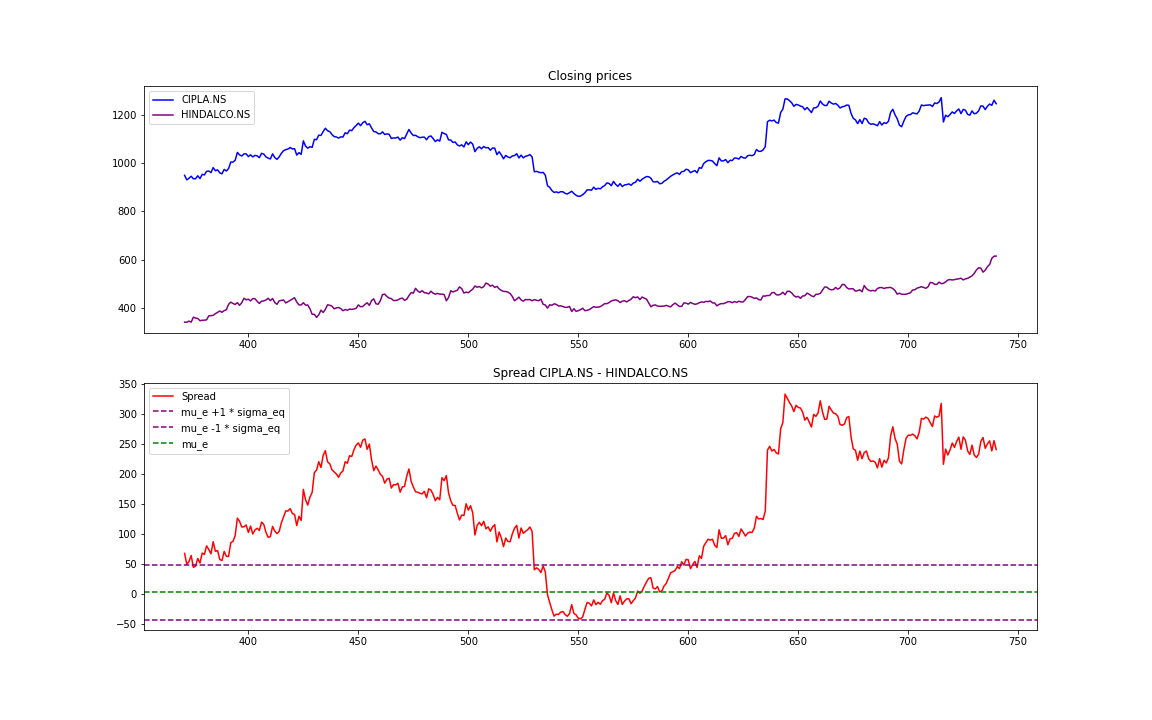 Closing prices
CIPLA.NS
HINDALCO.NS
1200
1000
800
600
400
400 450 500 550 600 650 700 750
Spread CIPLA.NS - HINDALCO.NS
Spread
mu_e +1 * sigma_eq
mu_e -1 * sigma_eq
mu_e
350
300
250
200
150
100
50
0
−50
400 450 500 550 600 650 700 750